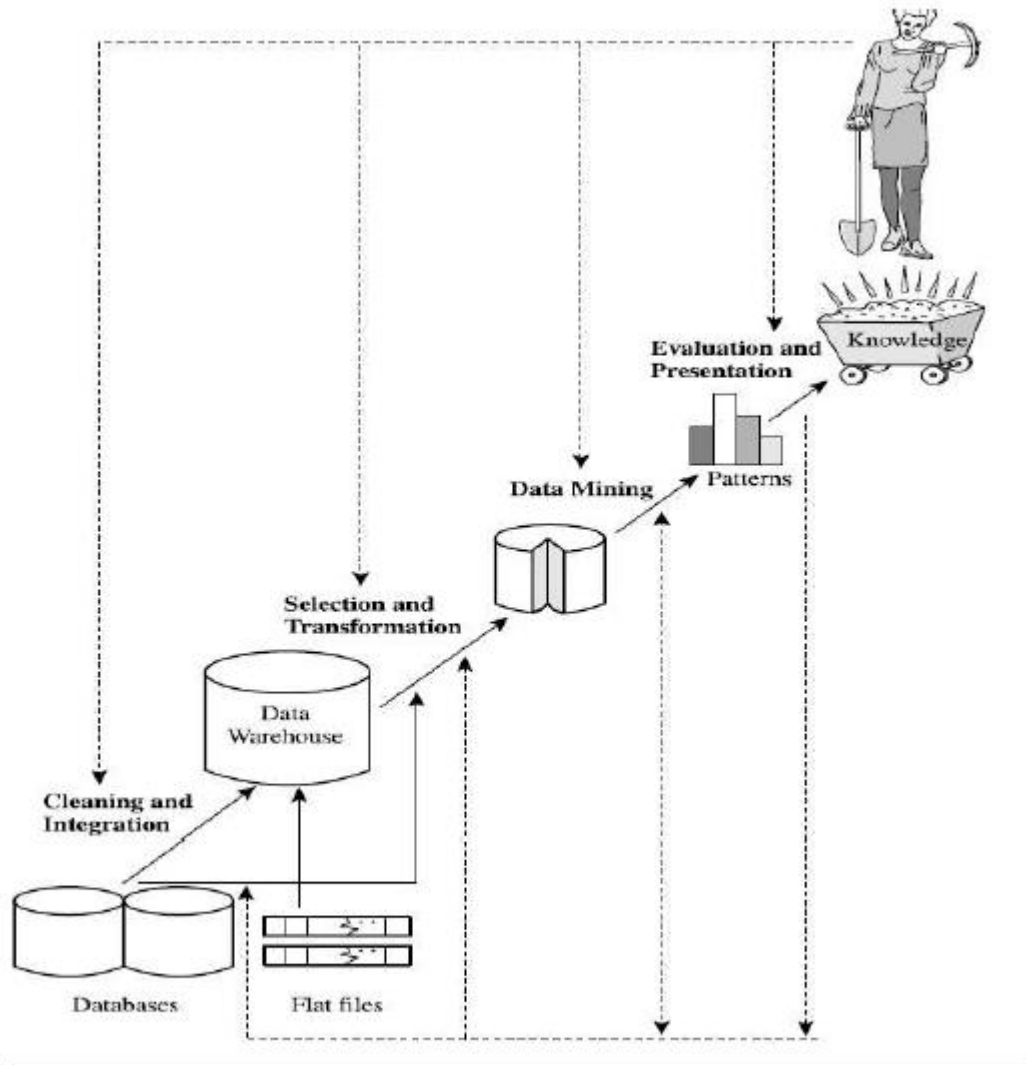 Evaluation and
Presentation
Knowledge
Patterns
Data Mining
Selection and
Transformation
Data
Warehouse
Cleaning and
Integration
Databases
Flat files